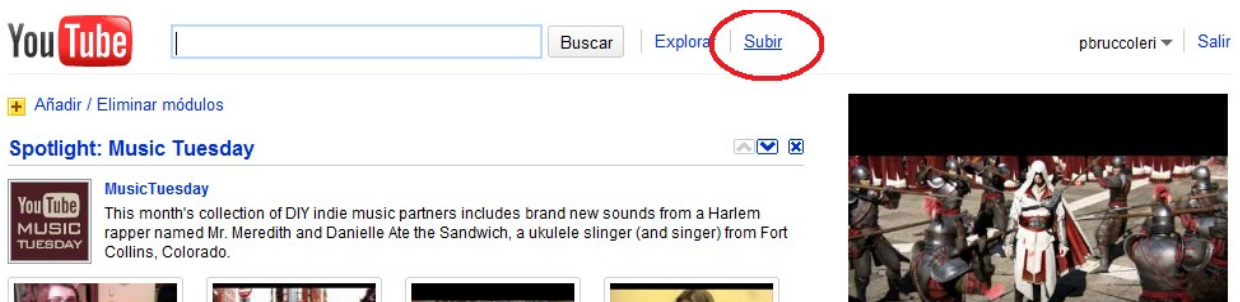 YouTube Buscar Explorar Subir pbruccoleri Salir
Añadir / Eliminar módulos
Spotlight: Music Tuesday
MusicTuesday
This month's collection of DIY indie music partners includes brand new sounds from a Harlem
rapper named Mr. Meredith and Danielle Ate the Sandwich, a ukulele slinger (and singer) from Fort
Collins, Colorado.
YouTube
MUSIC
TUESDAY